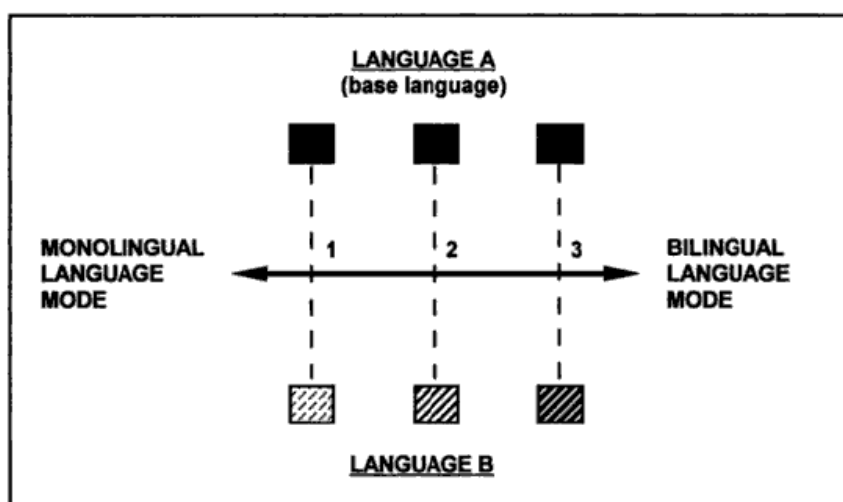 LANGUAGE A
(base language)
MONOLINGUAL
LANGUAGE
MODE
1
2
3
BILINGUAL
LANGUAGE
MODE
LANGUAGE B